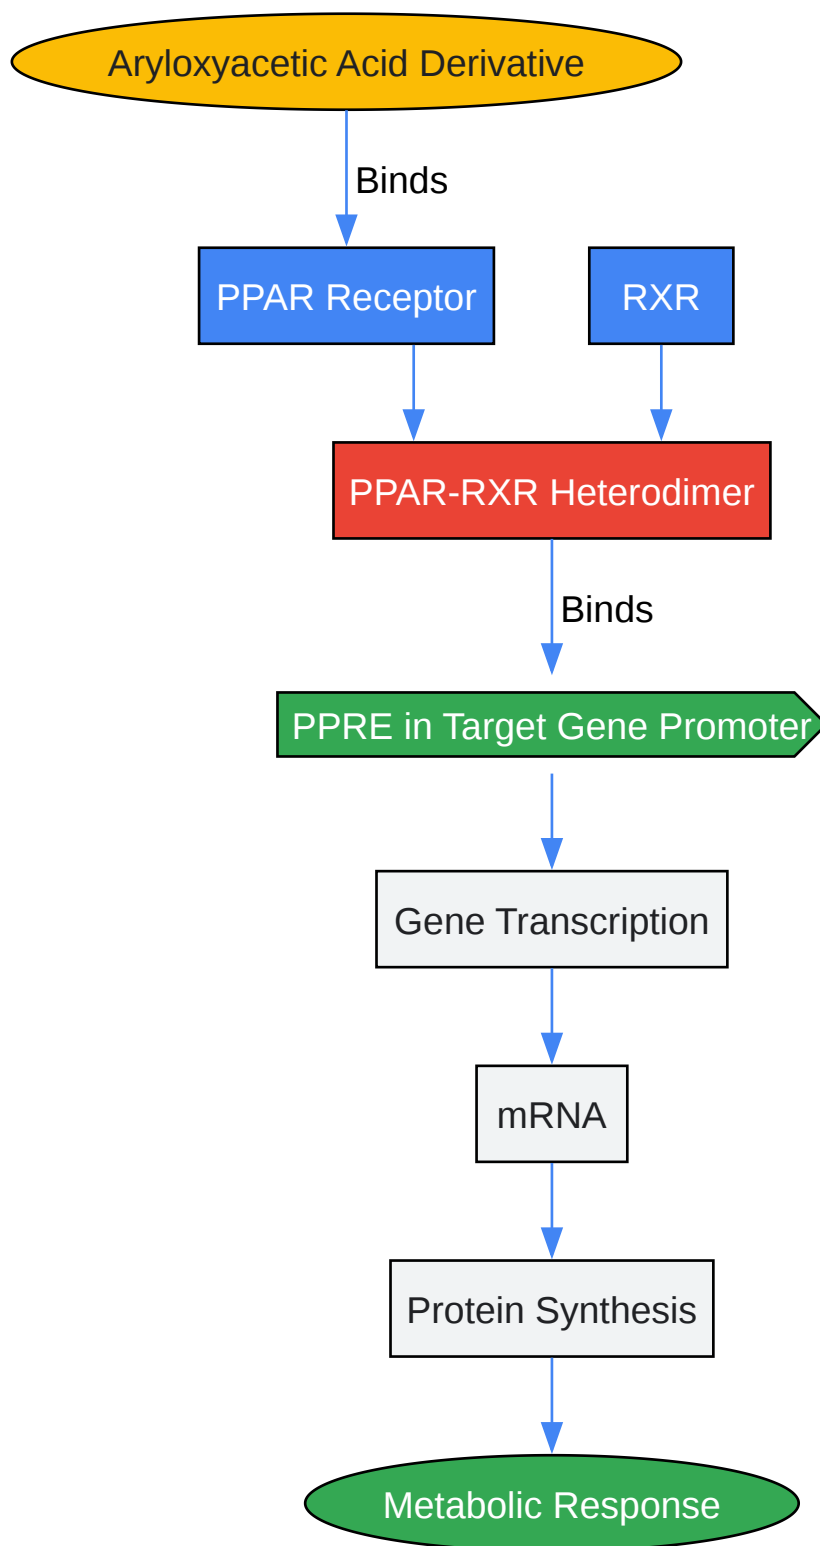 Aryloxyacetic Acid Derivative
Binds
PPAR Receptor
RXR
PPAR-RXR Heterodimer
Binds
PPRE in Target Gene Promoter
Gene Transcription
mRNA
Protein Synthesis
Metabolic Response